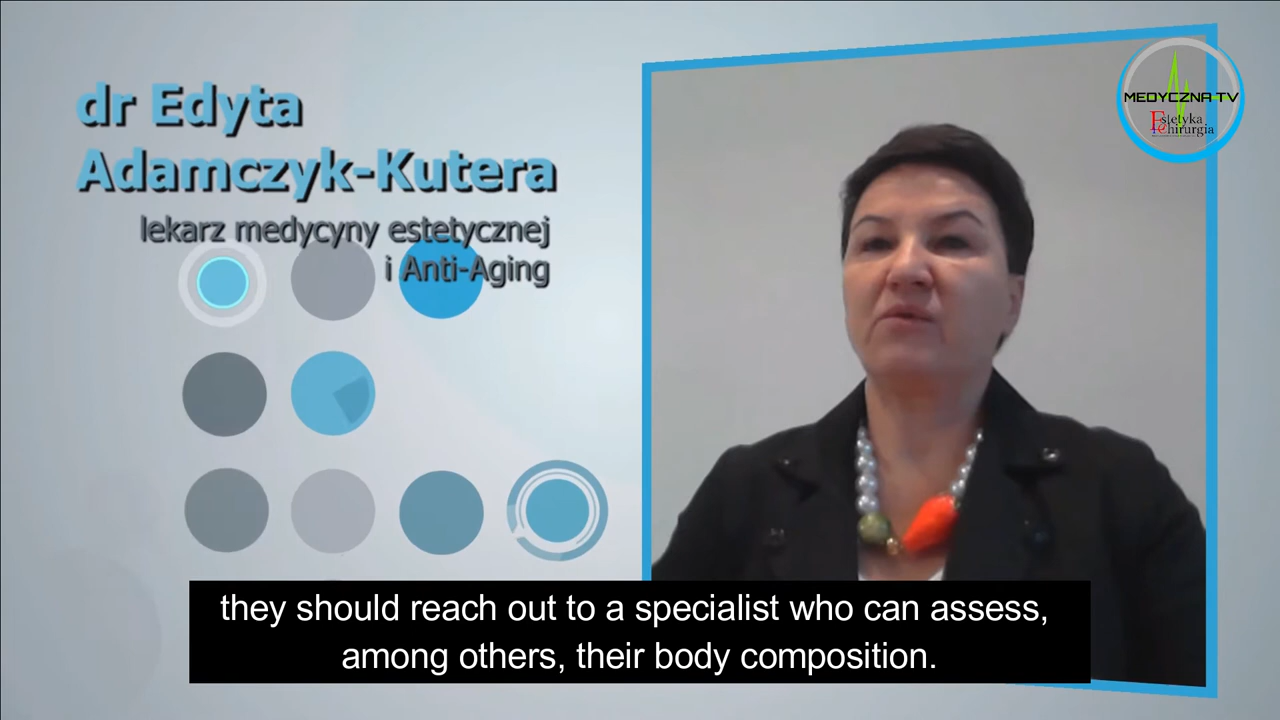 dr Edyta
Adamczyk-Kutera
lekarz medycyny estetycznej
i Anti-Aging
MEDYCZNA-TV
Estetyka
Chirurgia
they should reach out to a specialist who can assess,
among others, their body composition.